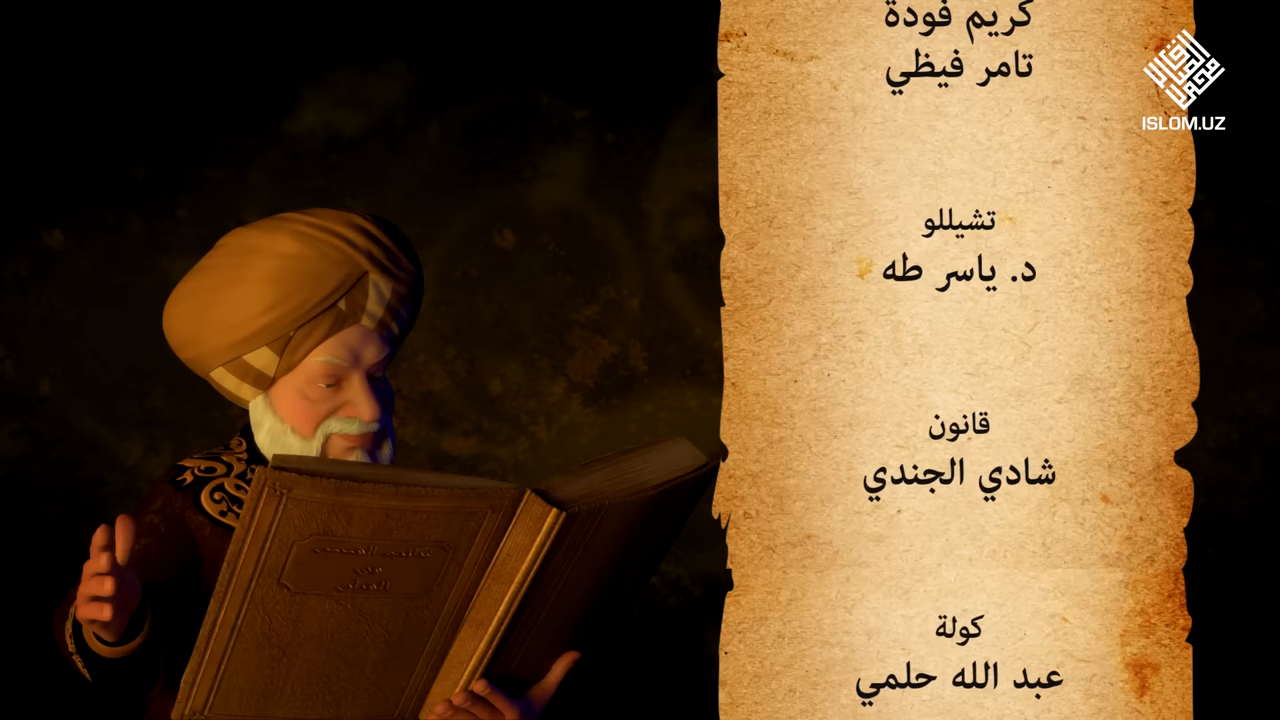 كريم فودة
تامر فيظي
تشيللو
د. ياسر طه
قانون
شادي الجندي
كولة
عبد الله حلمي
ISLOM.UZ